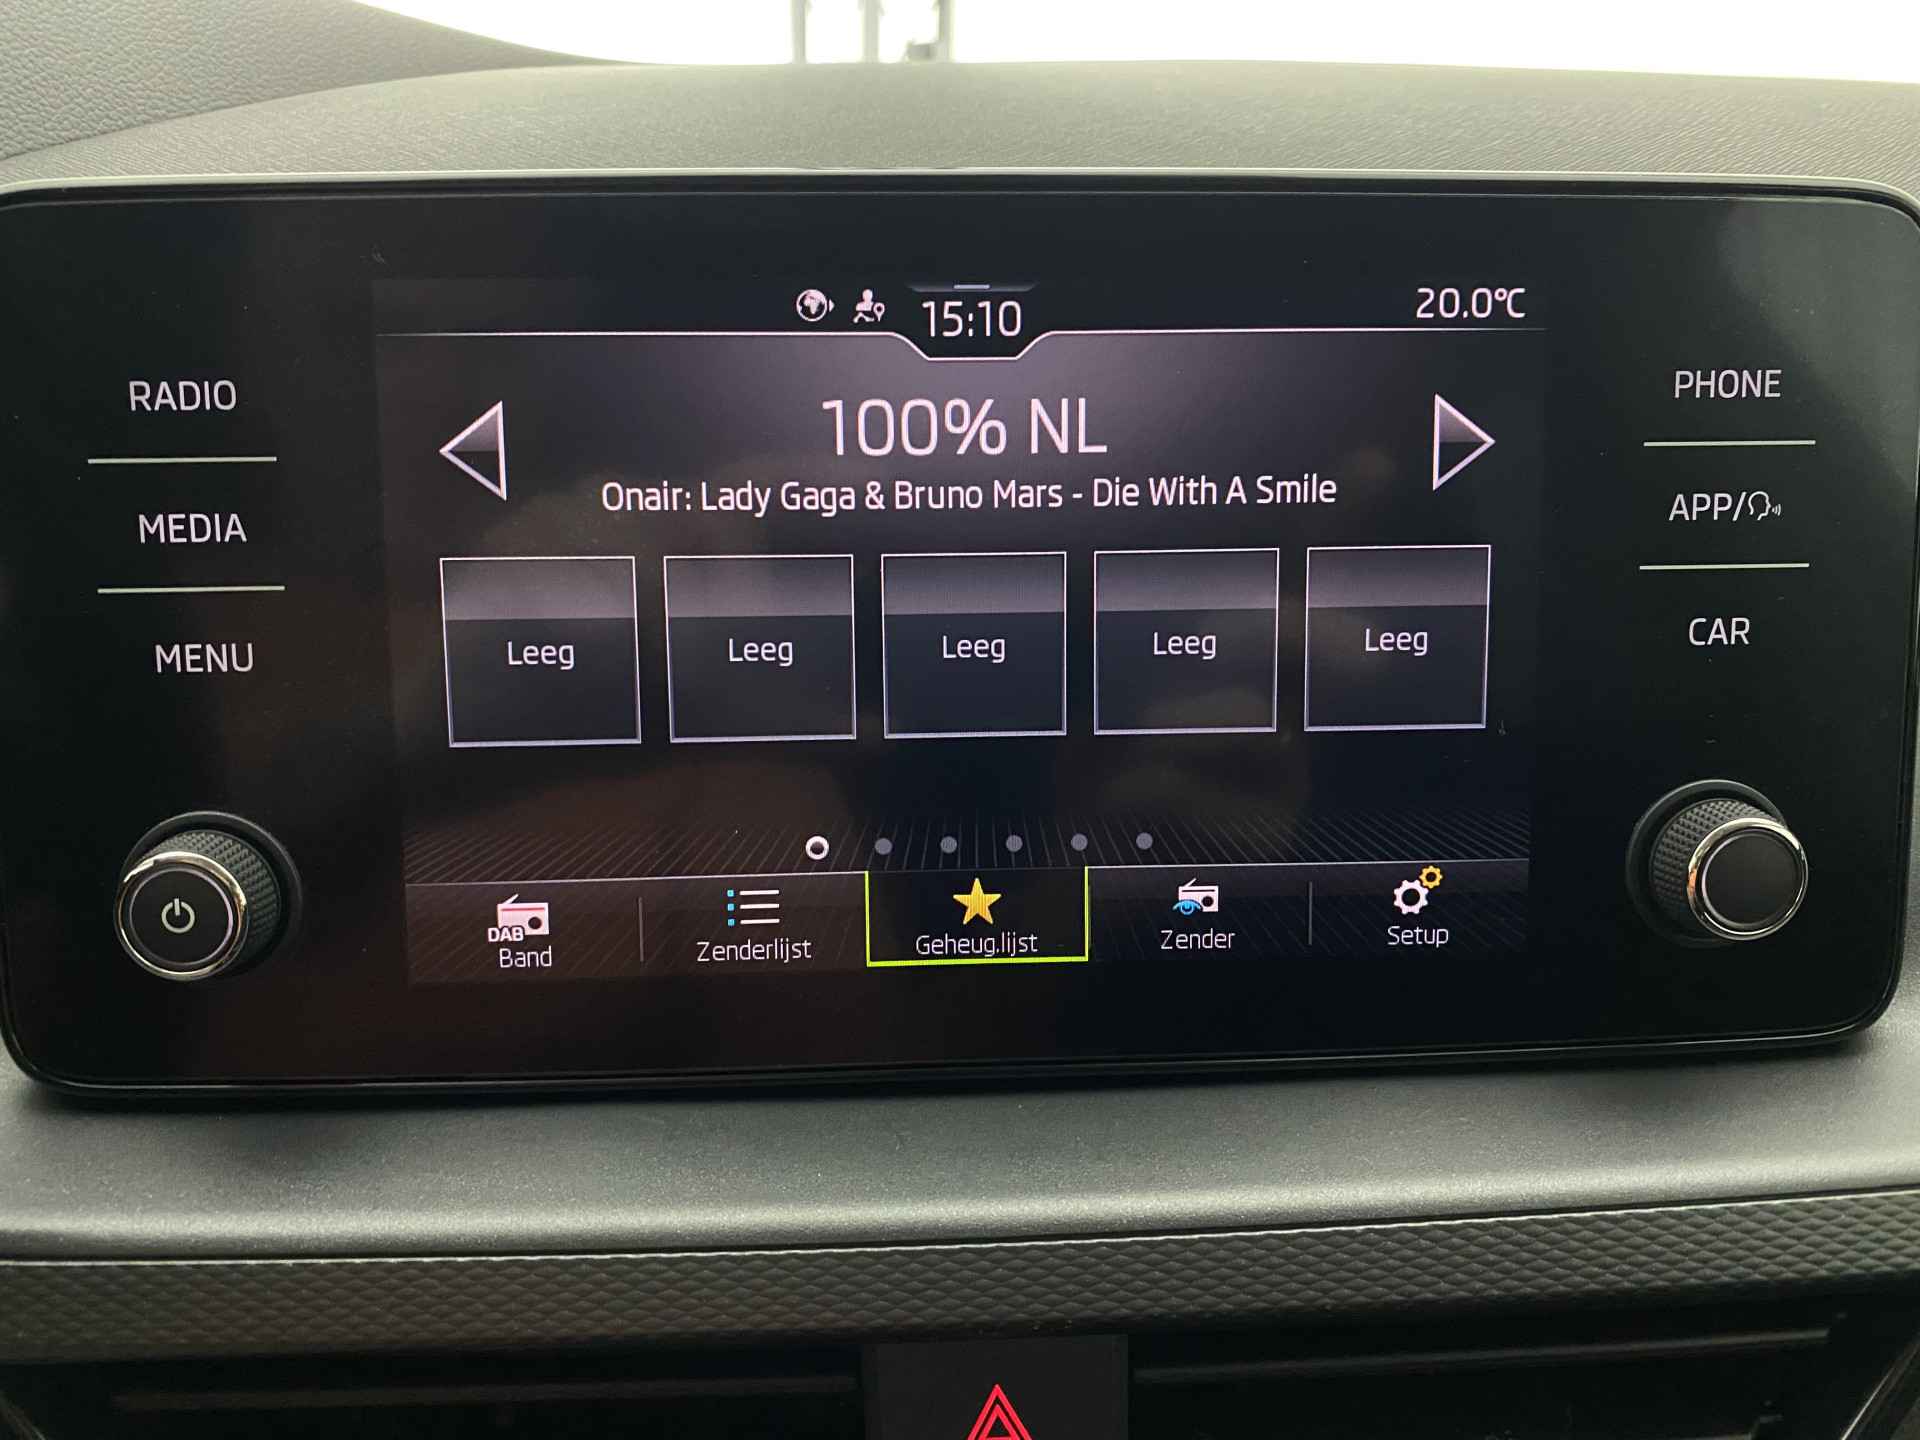 15:10
20.0°C
RADIO
MEDIA
MENU
100% NL
Onair: Lady Gaga & Bruno Mars - Die With A Smile
Leeg
Leeg
Leeg
Leeg
Leeg
DAB
Band
Zenderlijst
Geheug.lijst
Zender
Setup
PHONE
APP/
CAR